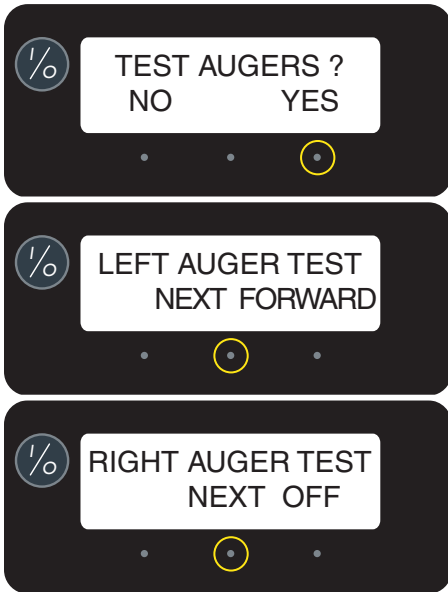 I/O
TEST AUGERS ?
NO YES
I/O
LEFT AUGER TEST
NEXT FORWARD
I/O
RIGHT AUGER TEST
NEXT OFF